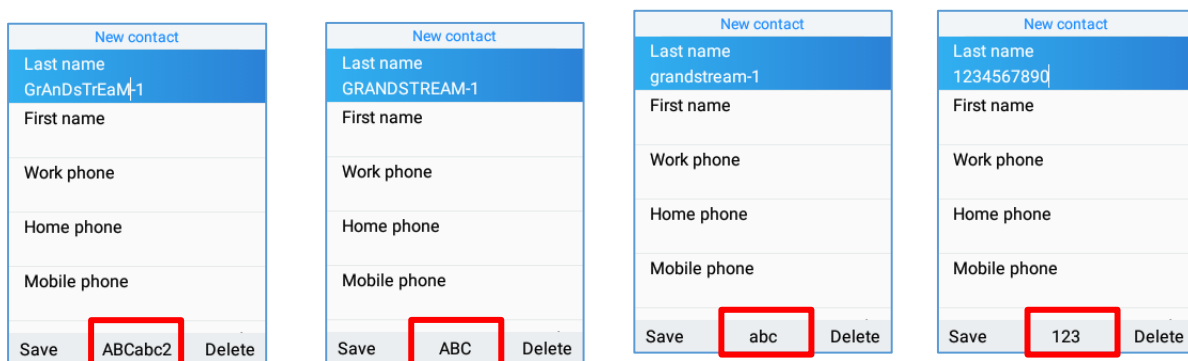 New contact
Last name
GrAnDsTrEaM-1
First name
Work phone
Home phone
Mobile phone
Save ABCabc2 Delete
New contact
Last name
GRANDSTREAM-1
First name
Work phone
Home phone
Mobile phone
Save ABC Delete
New contact
Last name
grandstream-1
First name
Work phone
Home phone
Mobile phone
Save abc Delete
New contact
Last name
1234567890
First name
Work phone
Home phone
Mobile phone
Save 123 Delete